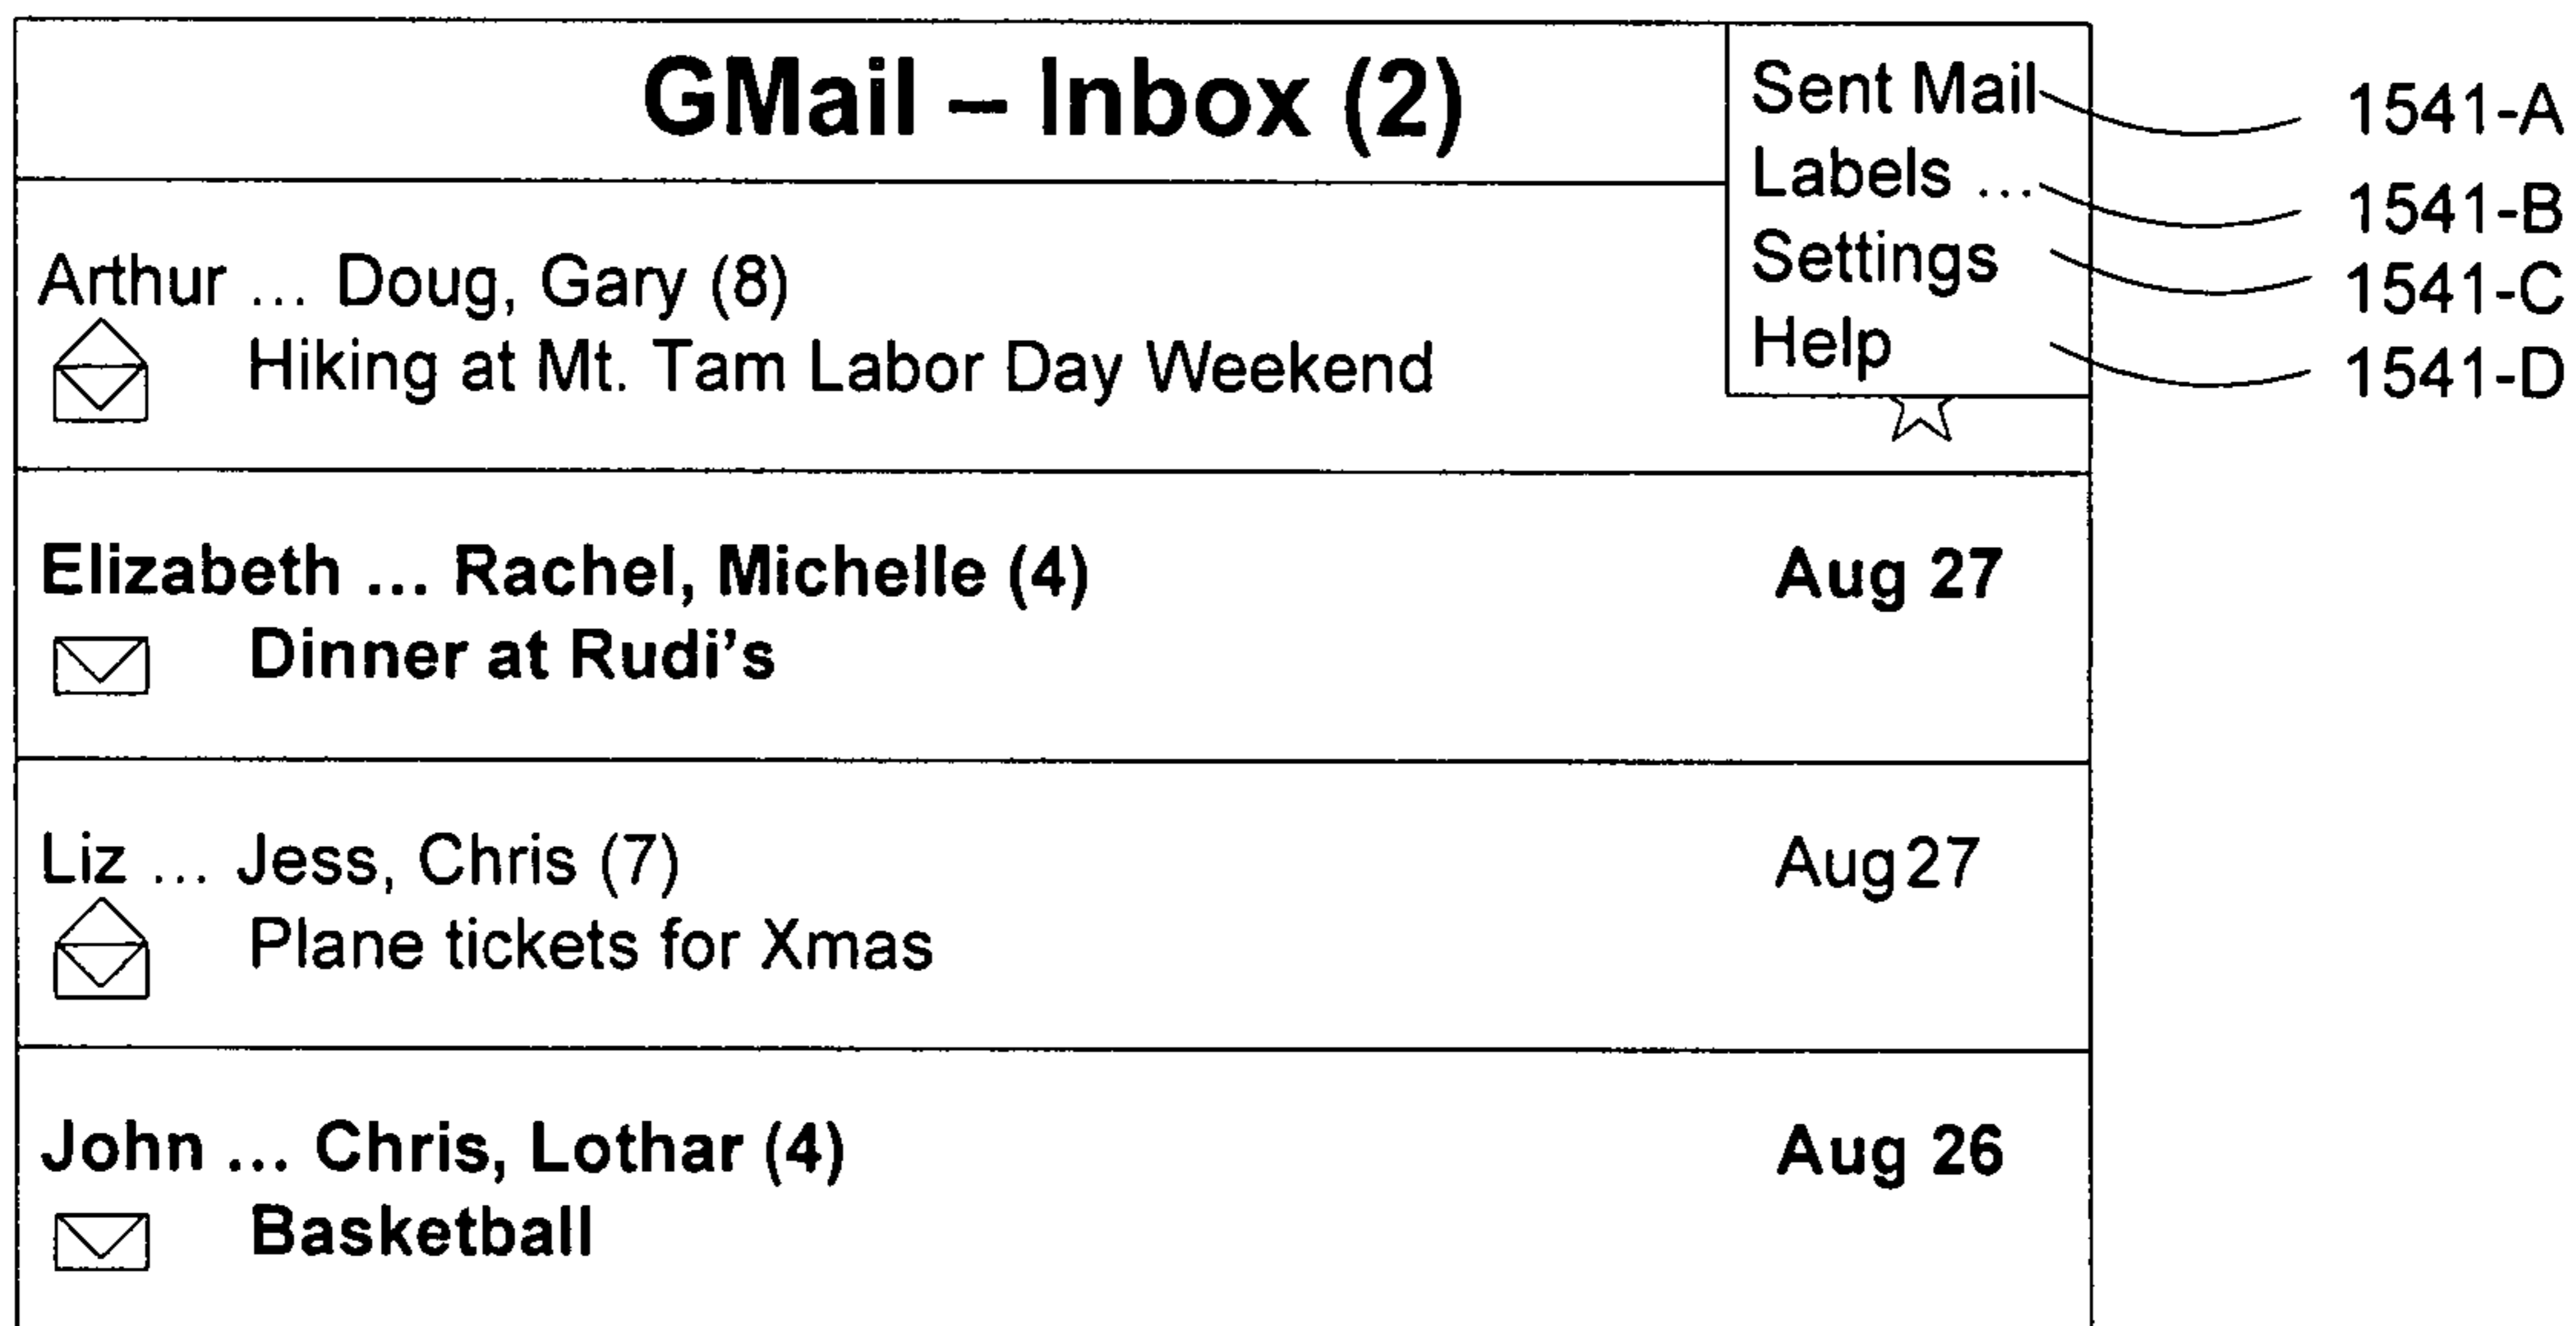 GMail – Inbox (2)
Sent Mail 1541-A
Labels ... 1541-B
Settings 1541-C
Help 1541-D
Arthur ... Doug, Gary (8)
Hiking at Mt. Tam Labor Day Weekend
Elizabeth ... Rachel, Michelle (4) Aug 27
Dinner at Rudi's
Liz ... Jess, Chris (7) Aug 27
Plane tickets for Xmas
John ... Chris, Lothar (4) Aug 26
Basketball